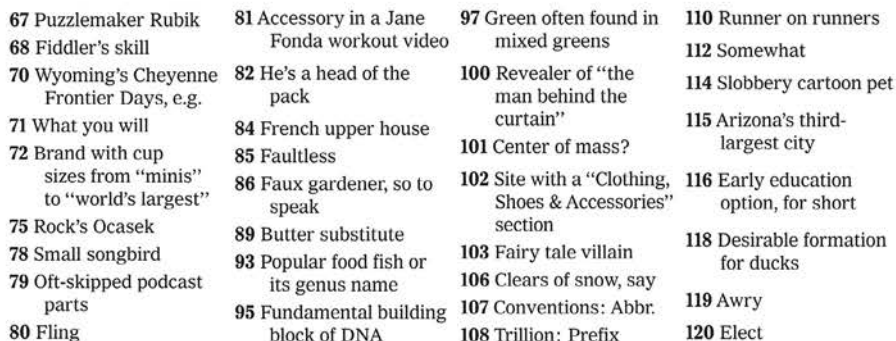 67 Puzzlemaker Rubik
68 Fiddler's skill
70 Wyoming's Cheyenne
Frontier Days, e.g.
71 What you will
72 Brand with cup
sizes from "minis"
to "world's largest"
75 Rock's Ocasek
78 Small songbird
79 Oft-skipped podcast
parts
80 Fling
81 Accessory in a Jane
Fonda workout video
82 He's a head of the
pack
84 French upper house
85 Faultless
86 Faux gardener, so to
speak
89 Butter substitute
93 Popular food fish or
its genus name
95 Fundamental building
block of DNA
97 Green often found in
mixed greens
100 Revealer of "the
man behind the
curtain"
101 Center of mass?
102 Site with a "Clothing,
Shoes & Accessories"
section
103 Fairy tale villain
106 Clears of snow, say
107 Conventions: Abbr.
108 Trillion: Prefix
110 Runner on runners
112 Somewhat
114 Slobbery cartoon pet
115 Arizona's third-
largest city
116 Early education
option, for short
118 Desirable formation
for ducks
119 Awry
120 Elect